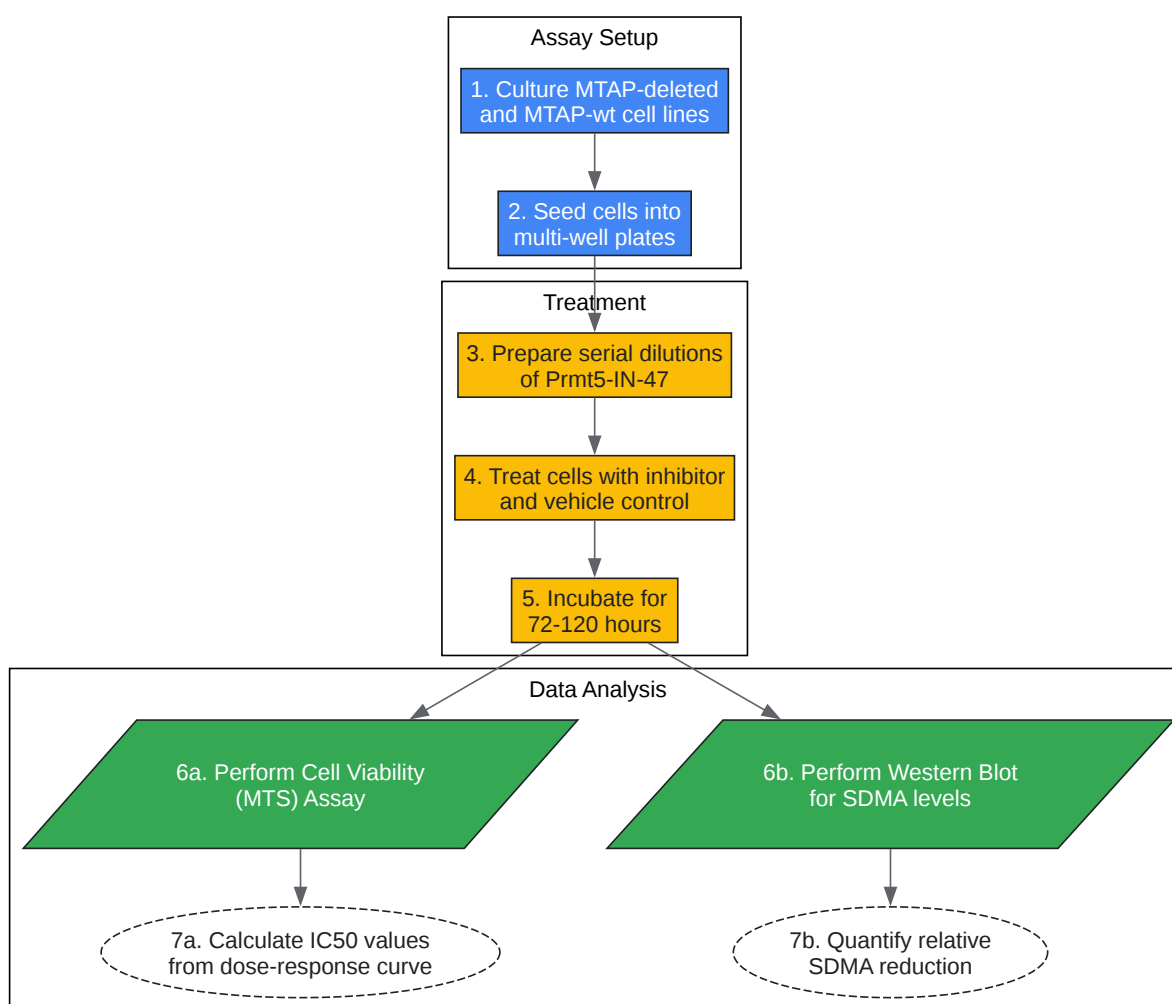 Assay Setup
1. Culture MTAP-deleted
and MTAP-wt cell lines
2. Seed cells into
multi-well plates
Treatment
3. Prepare serial dilutions
of Prmt5-IN-47
4. Treat cells with inhibitor
and vehicle control
5. Incubate for
72-120 hours
Data Analysis
6a. Perform Cell Viability
(MTS) Assay
6b. Perform Western Blot
for SDMA levels
7a. Calculate IC50 values
from dose-response curve
7b. Quantify relative
SDMA reduction